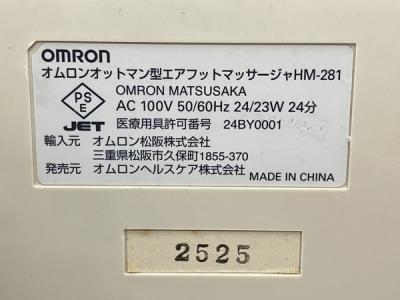 OMRON
オムロンオットマン型エアフットマッサージャHM-281
OMRON MATSUSAKA
PSE
AC 100V 50/60Hz 24/23W 24分
JET 医療用具許可番号 24BY0001
輸入元 オムロン松阪株式会社
三重県松阪市久保町1855-370
発売元 オムロンヘルスケア株式会社
MADE IN CHINA
2525